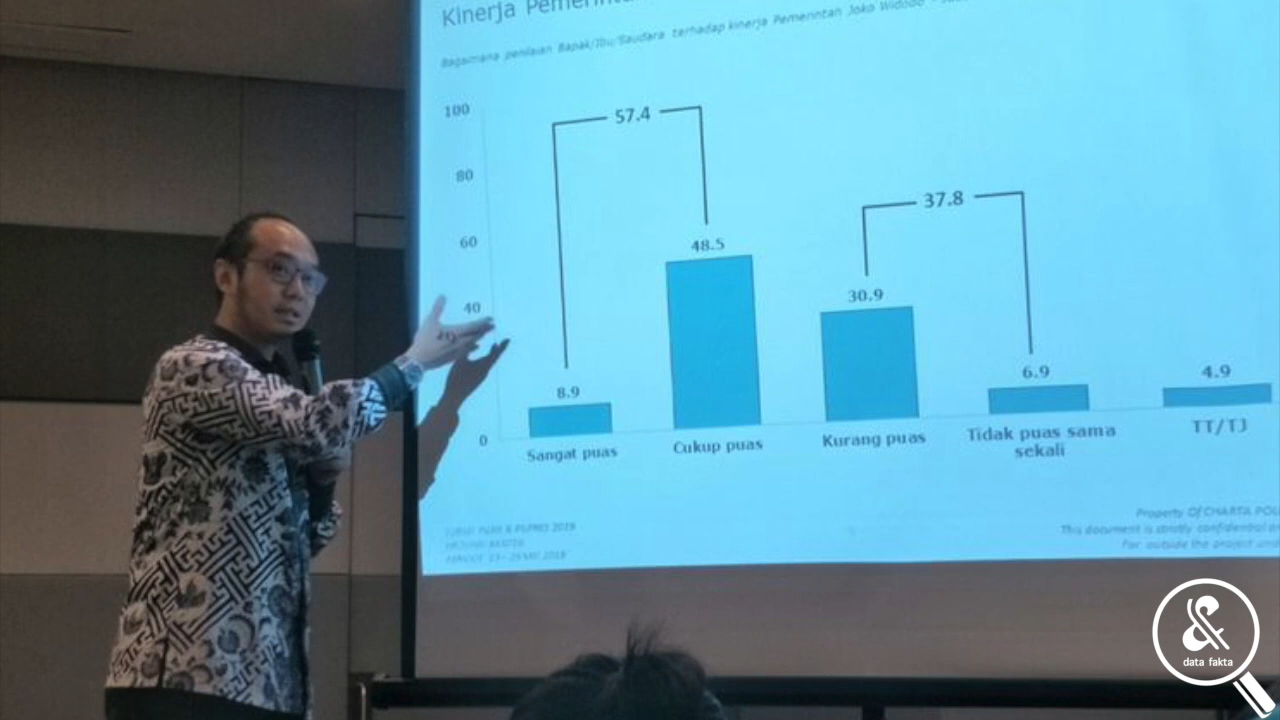 Kinerja
Bagaimana penilaian Bapak/Ibu/Saudara terhadap kinerja Pemerintah Joko Widodo -
100
57.4
80
37.8
60
48.5
40
30.9
8.9
6.9
4.9
0
Sangat puas
Cukup puas
Kurang puas
Tidak puas sama
sekali
TT/TJ
Property Of CHARTA
This document is strictly confidential
For outside the project
&
data fakta